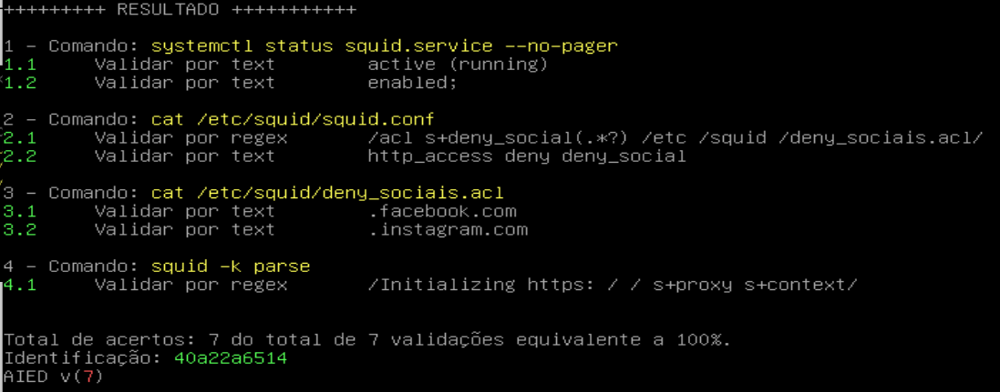 +++++++++ RESULTADO +++++++++++
1 - Comando: systemctl status squid.service --no-pager
1.1 Validar por text active (running)
1.2 Validar por text enabled;
2 - Comando: cat /etc/squid/squid.conf
2.1 Validar por regex /acl s+deny_social(.*?) /etc /squid /deny_sociais.acl/
2.2 Validar por text http_access deny deny_social
3 - Comando: cat /etc/squid/deny_sociais.acl
3.1 Validar por text .facebook.com
3.2 Validar por text .instagram.com
4 - Comando: squid -k parse
4.1 Validar por regex /Initializing https: / / s+proxy s+context/
Total de acertos: 7 do total de 7 validações equivalente a 100%.
Identificação: 40a22a6514
AIED v(7)